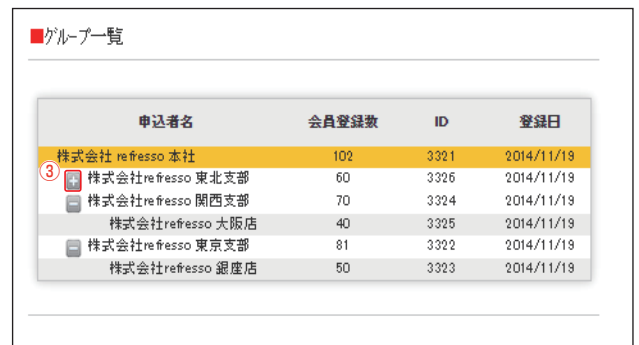 ■グループ一覧
申込者名 会員登録数 ID 登録日
株式会社 refresso 本社 102 3321 2014/11/19
③ + 株式会社refresso 東北支部 60 3326 2014/11/19
− 株式会社refresso 関西支部 70 3324 2014/11/19
株式会社refresso 大阪店 40 3325 2014/11/19
− 株式会社refresso 東京支部 81 3322 2014/11/19
株式会社refresso 銀座店 50 3323 2014/11/19